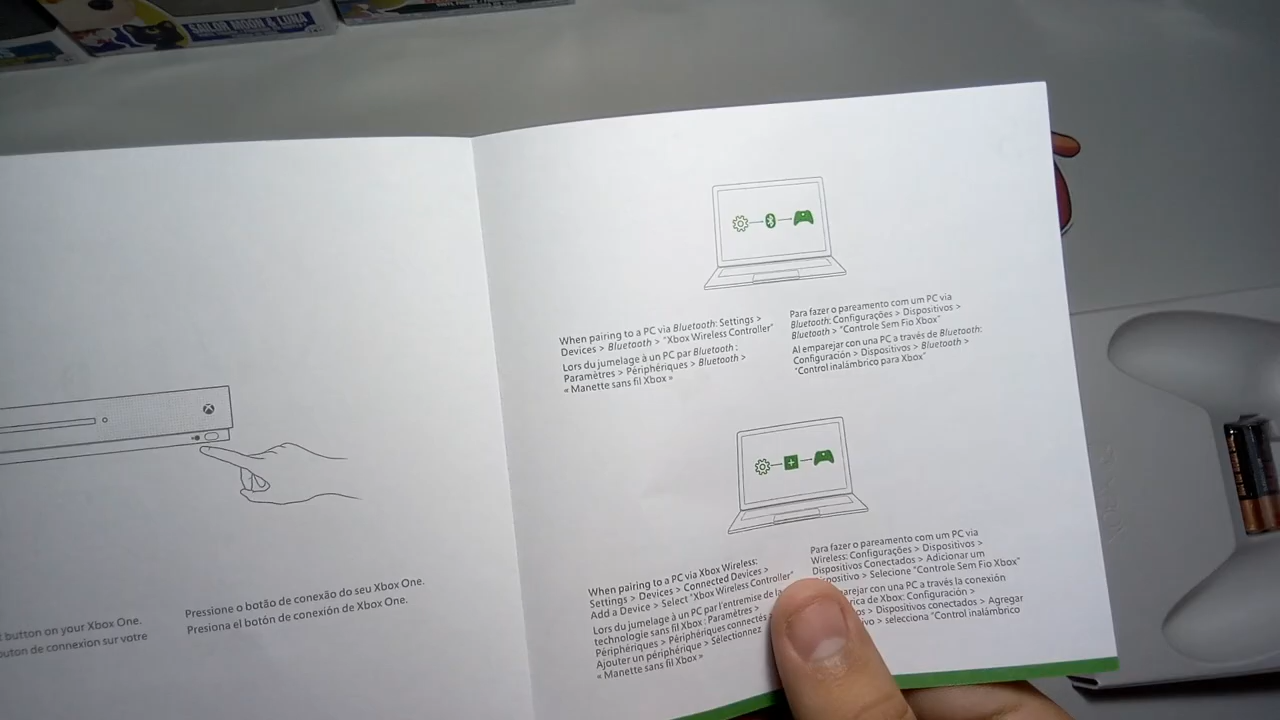 SAILOR MOON & LUNA
button on your Xbox One.
de connexion sur votre
Pressione o botão de conexão do seu Xbox One.
Presiona el botón de conexión de Xbox One.
When pairing to a PC via Bluetooth: Settings >
Devices > Bluetooth > "Xbox Wireless Controller"
Lors du jumelage à un PC par Bluetooth :
Paramètres > Périphériques > Bluetooth >
« Manette sans fil Xbox »
Para fazer o pareamento com um PC via
Bluetooth: Configurações > Dispositivos >
Bluetooth > "Controle Sem Fio Xbox"
Al emparejar con una PC a través de Bluetooth:
Configuración > Dispositivos > Bluetooth >
"Control inalámbrico para Xbox"
When pairing to a PC via Xbox Wireless:
Settings > Devices > Connected Devices >
Add a Device > Select "Xbox Wireless Controller"
Lors du jumelage à un PC par l'entremise de la
technologie sans fil Xbox : Paramètres >
Périphériques > Périphériques connectés >
Ajouter un périphérique > Sélectionnez
« Manette sans fil Xbox »
Para fazer o pareamento com um PC via
Wireless: Configurações > Dispositivos >
Dispositivos Conectados > Adicionar um
> Selecione "Controle Sem Fio Xbox"
con una PC a través la conexión
de Xbox: Configuración >
> Dispositivos conectados > Agregar
> selecciona "Control inalámbrico